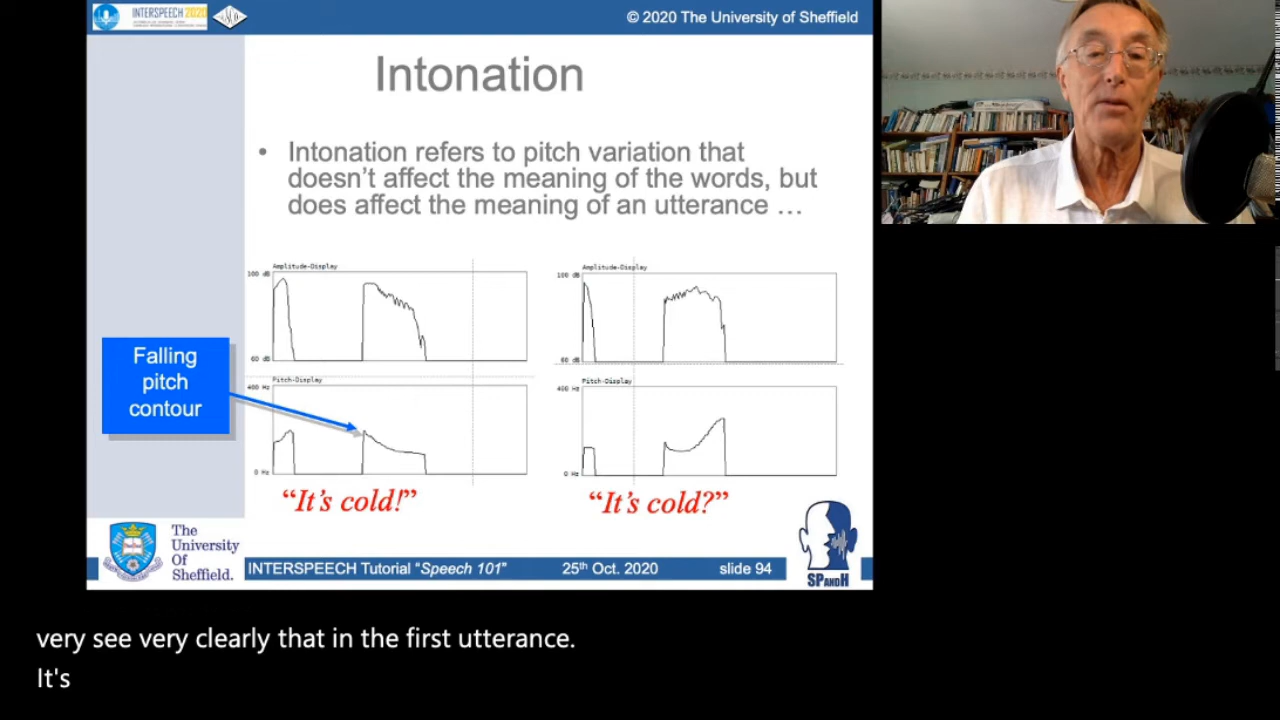 INTERSPEECH 2020
© 2020 The University of Sheffield
Intonation
• Intonation refers to pitch variation that
doesn't affect the meaning of the words, but
does affect the meaning of an utterance …
Amplitude-Display
100 dB
60 dB
Pitch-Display
400 Hz
0 Hz
"It's cold!"
Amplitude-Display
100 dB
60 dB
Pitch-Display
400 Hz
0 Hz
"It's cold?"
Falling
pitch
contour
The
University
Of
Sheffield.
INTERSPEECH Tutorial "Speech 101"
25th Oct. 2020
slide 94
SPANDH
very see very clearly that in the first utterance.
It's